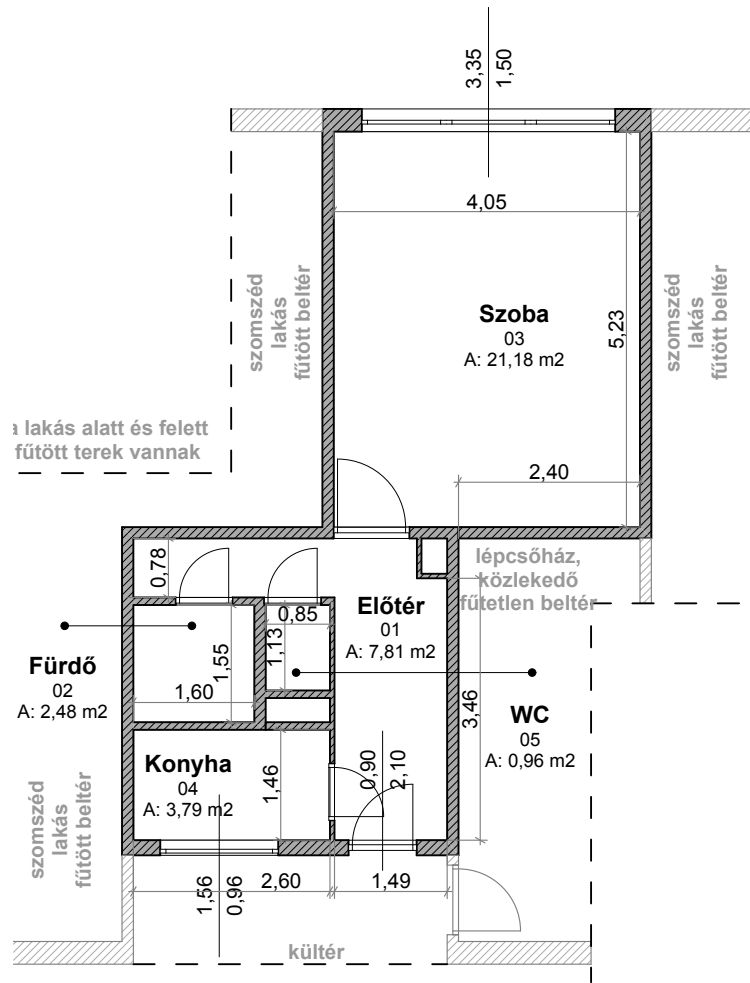 3,35
1,50
4,05
szomszéd
lakás
fűtött beltér
Szoba
03
A: 21,18 m2
5,23
szomszéd
lakás
fűtött beltér
a lakás alatt és felett
fűtött terek vannak
2,40
0,78
lépcsőház,
közlekedő
fűtetlen beltér
0,85
Előtér
01
A: 7,81 m2
1,13
1,55
Fürdő
02
A: 2,48 m2
1,60
3,46
WC
05
A: 0,96 m2
Konyha
04
A: 3,79 m2
1,46
0,90
2,10
szomszéd
lakás
fűtött beltér
1,56
0,96
2,60
1,49
kültér